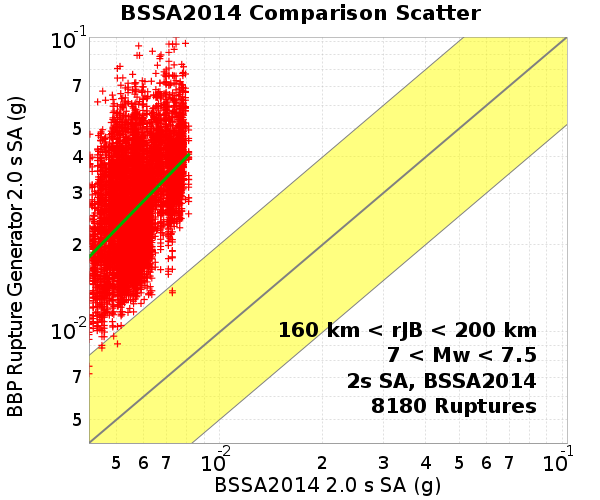 BSSA2014 Comparison Scatter
BBP Rupture Generator 2.0 s SA (g)
10-1
7
5
4
3
2
10-2
7
5
160 km < rJB < 200 km
7 < Mw < 7.5
2s SA, BSSA2014
8180 Ruptures
5 6 7 10-2 2 3 4 5 6 7 10-1
BSSA2014 2.0 s SA (g)